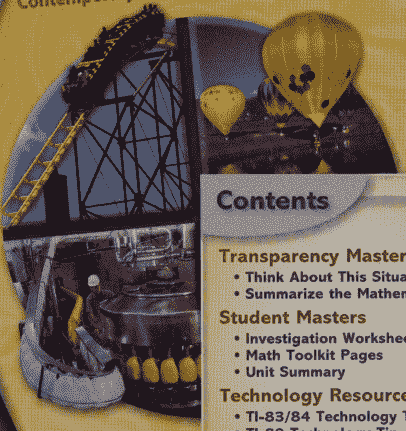 Contents
Transparency Master
• Think About This Situa
• Summarize the Mathe
Student Masters
• Investigation Workshee
• Math Toolkit Pages
• Unit Summary
Technology Resource
• TI-83/84 Technology T